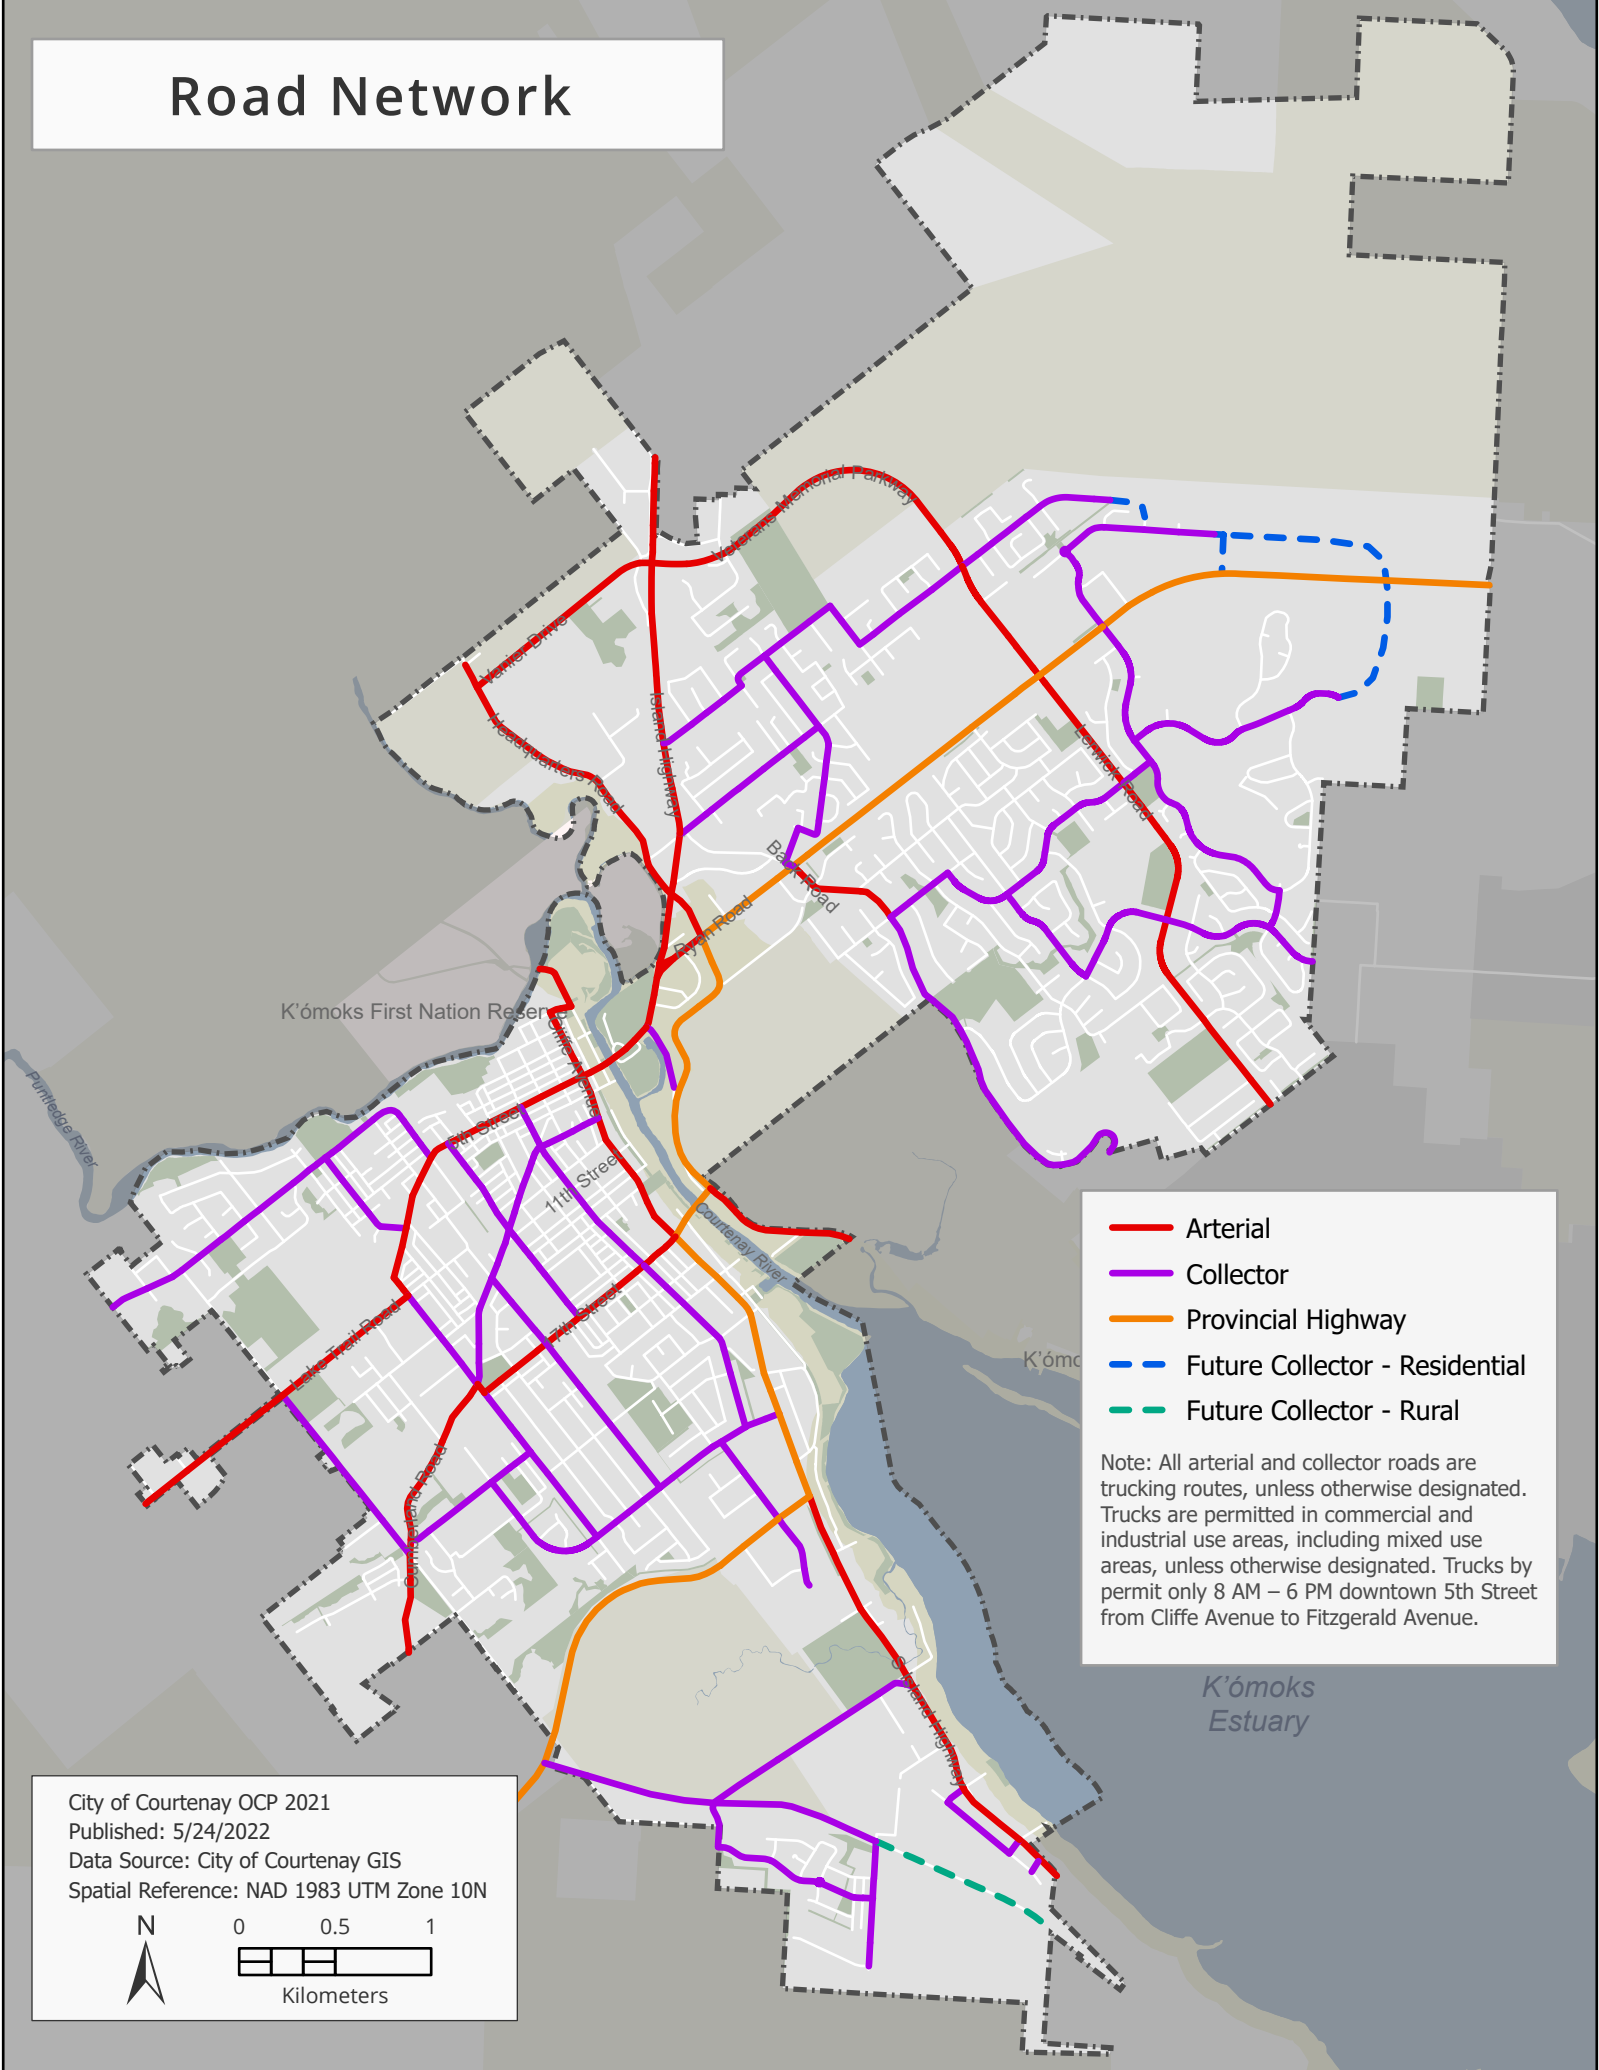 Road Network
Veterans Memorial Parkway
Vanier Drive
Headquarters Road
Island Highway
Lerwick Road
Back Road
Ryan Road
K'ómoks First Nation Reserve
Cliffe Avenue
Puntledge River
5th Street
11th Street
Courtenay River
17th Street
Lake Trail Road
Cumberland Road
S Island Highway
K'ómo
Arterial
Collector
Provincial Highway
Future Collector - Residential
Future Collector - Rural
Note: All arterial and collector roads are
trucking routes, unless otherwise designated.
Trucks are permitted in commercial and
industrial use areas, including mixed use
areas, unless otherwise designated. Trucks by
permit only 8 AM – 6 PM downtown 5th Street
from Cliffe Avenue to Fitzgerald Avenue.
K'ómoks
Estuary
City of Courtenay OCP 2021
Published: 5/24/2022
Data Source: City of Courtenay GIS
Spatial Reference: NAD 1983 UTM Zone 10N
N
0 0.5 1
Kilometers